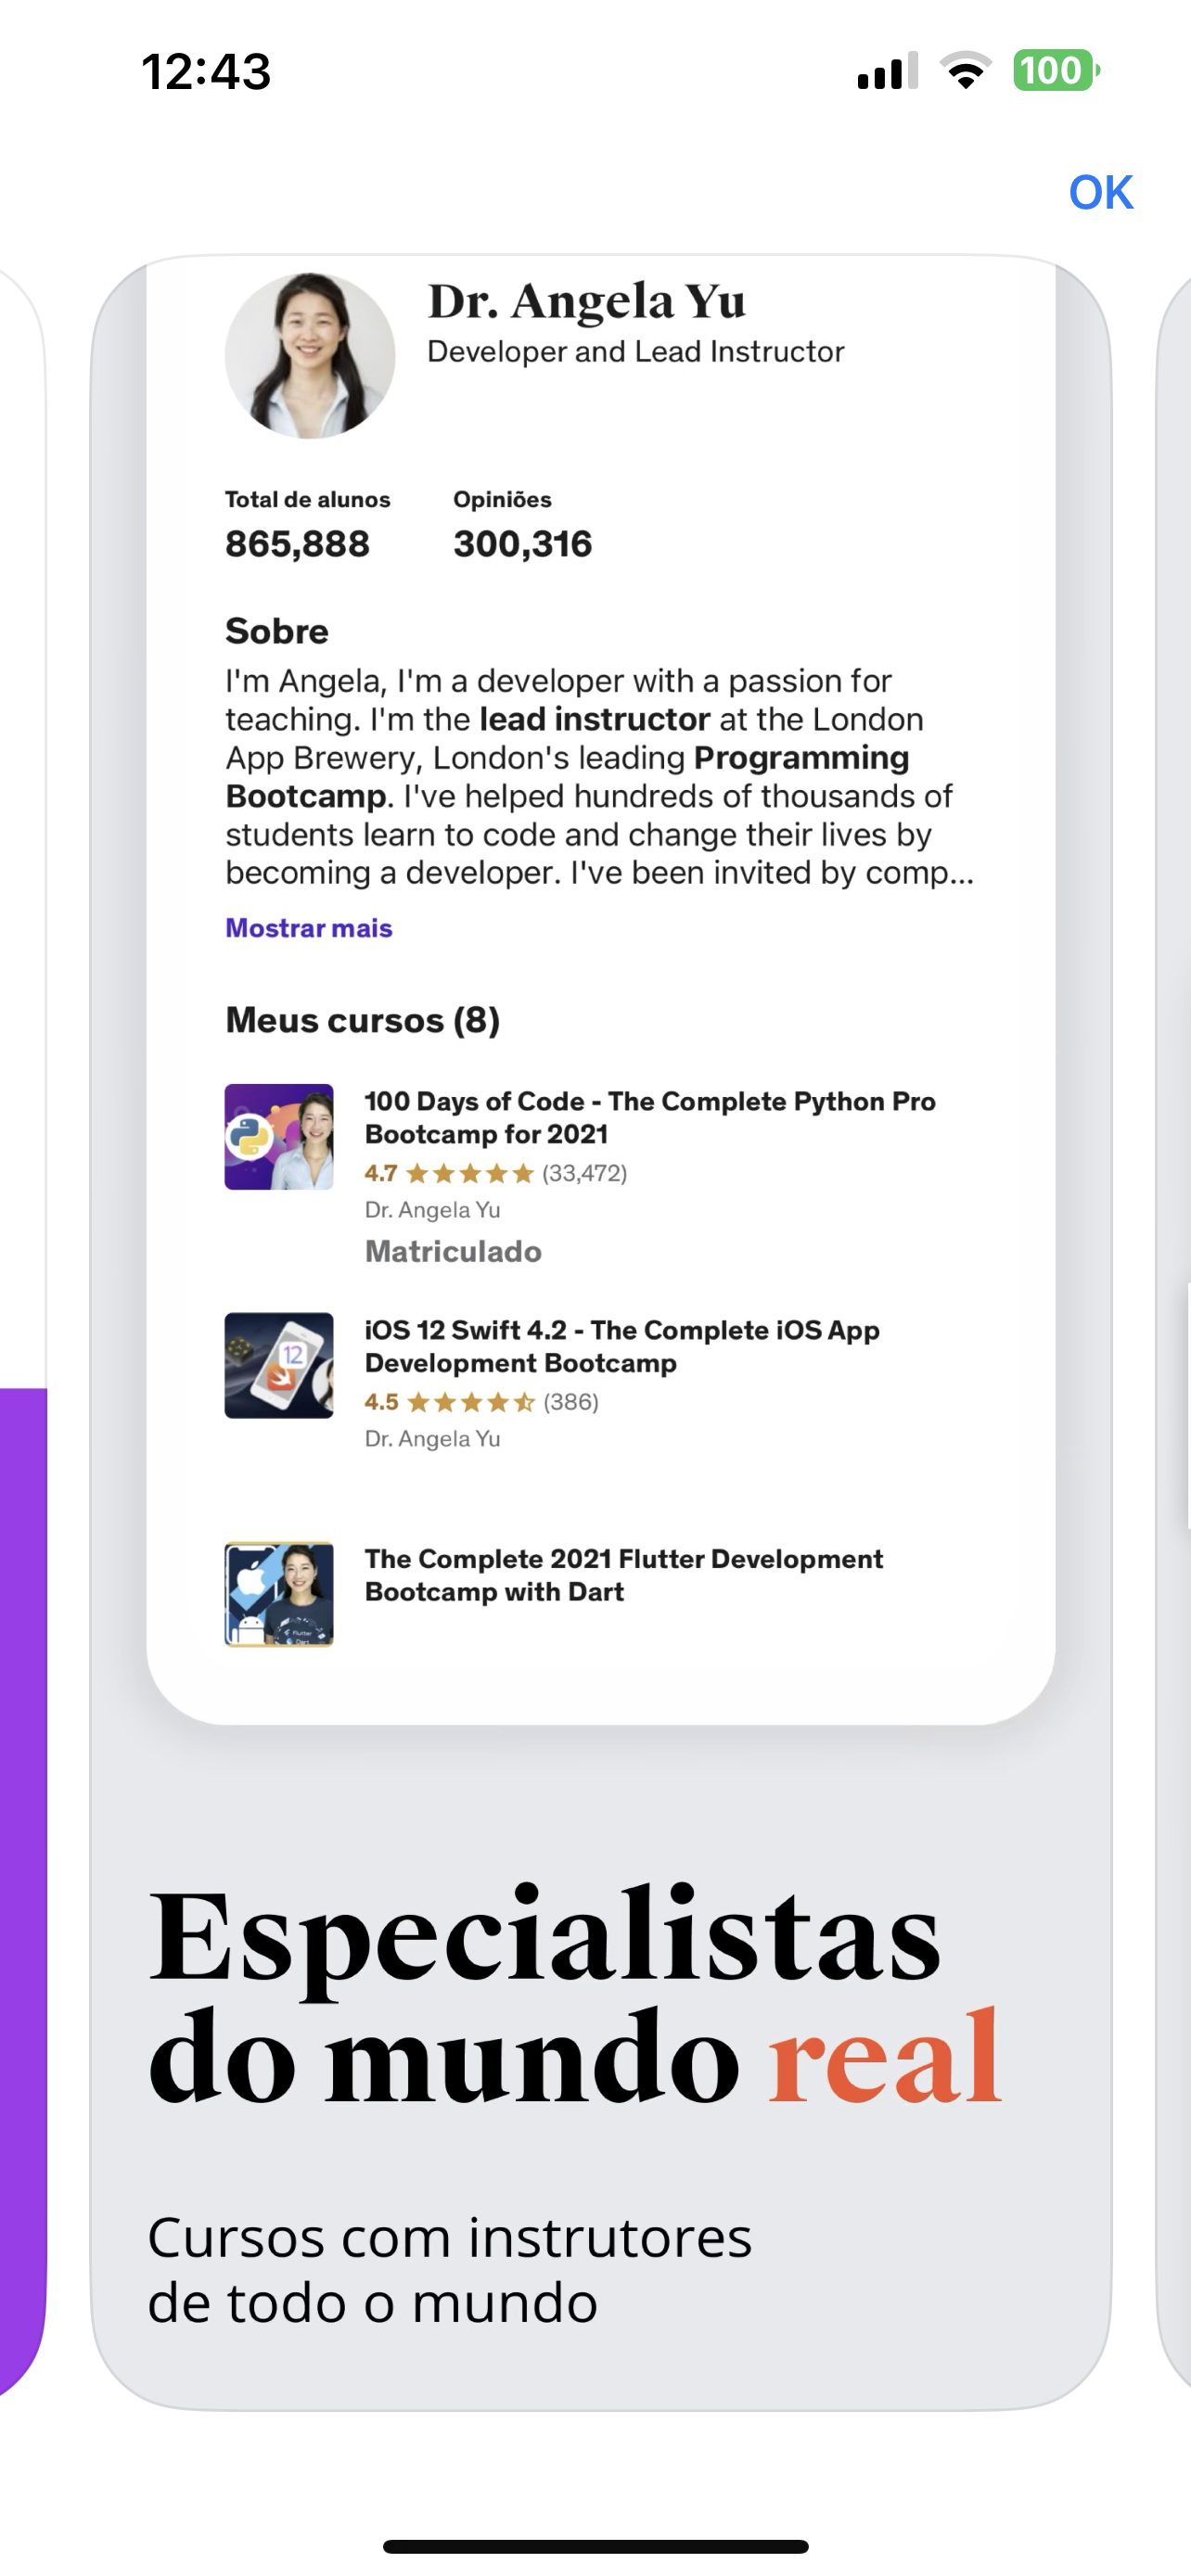 12:43
100
OK
Dr. Angela Yu
Developer and Lead Instructor
Total de alunos
Opiniões
865,888
300,316
Sobre
I'm Angela, I'm a developer with a passion for
teaching. I'm the lead instructor at the London
App Brewery, London's leading Programming
Bootcamp. I've helped hundreds of thousands of
students learn to code and change their lives by
becoming a developer. I've been invited by comp...
Mostrar mais
Meus cursos (8)
100 Days of Code - The Complete Python Pro
Bootcamp for 2021
4.7 (33,472)
Dr. Angela Yu
Matriculado
12
iOS 12 Swift 4.2 - The Complete iOS App
Development Bootcamp
4.5 (386)
Dr. Angela Yu
The Complete 2021 Flutter Development
Bootcamp with Dart
Flutter
Dart
Especialistas
do mundo real
Cursos com instrutores
de todo o mundo